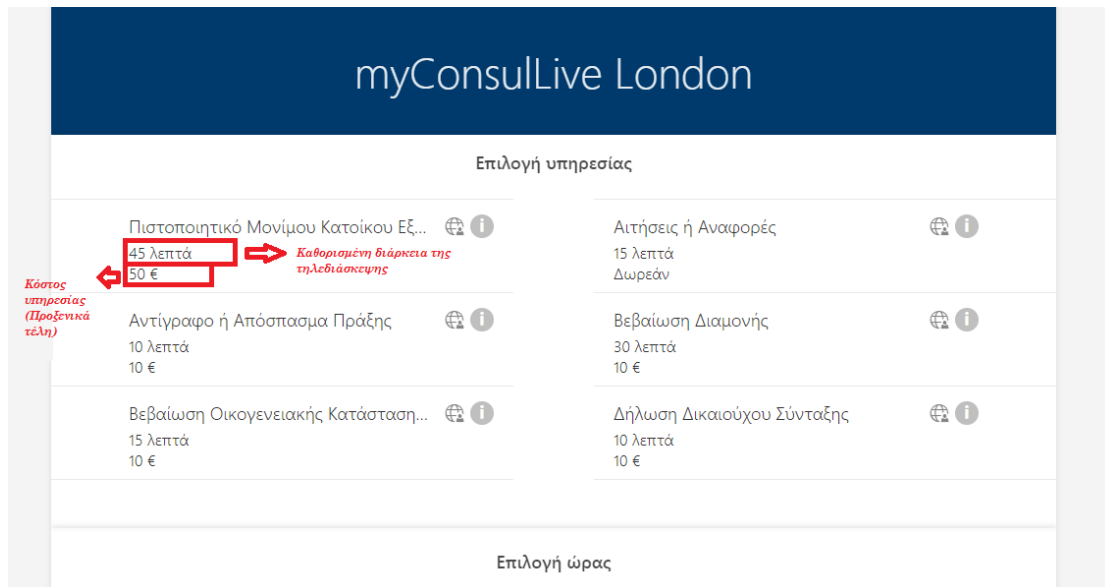 myConsulLive London
Επιλογή υπηρεσίας
Πιστοποιητικό Μονίμου Κατοίκου Εξ...
45 λεπτά
50 €
Καθορισμένη διάρκεια της
τηλεδιάσκεψης
Κόστος
υπηρεσίας
(Προξενικά
τέλη)
Αιτήσεις ή Αναφορές
15 λεπτά
Δωρεάν
Αντίγραφο ή Απόσπασμα Πράξης
10 λεπτά
10 €
Βεβαίωση Διαμονής
30 λεπτά
10 €
Βεβαίωση Οικογενειακής Κατάσταση...
15 λεπτά
10 €
Δήλωση Δικαιούχου Σύνταξης
10 λεπτά
10 €
Επιλογή ώρας